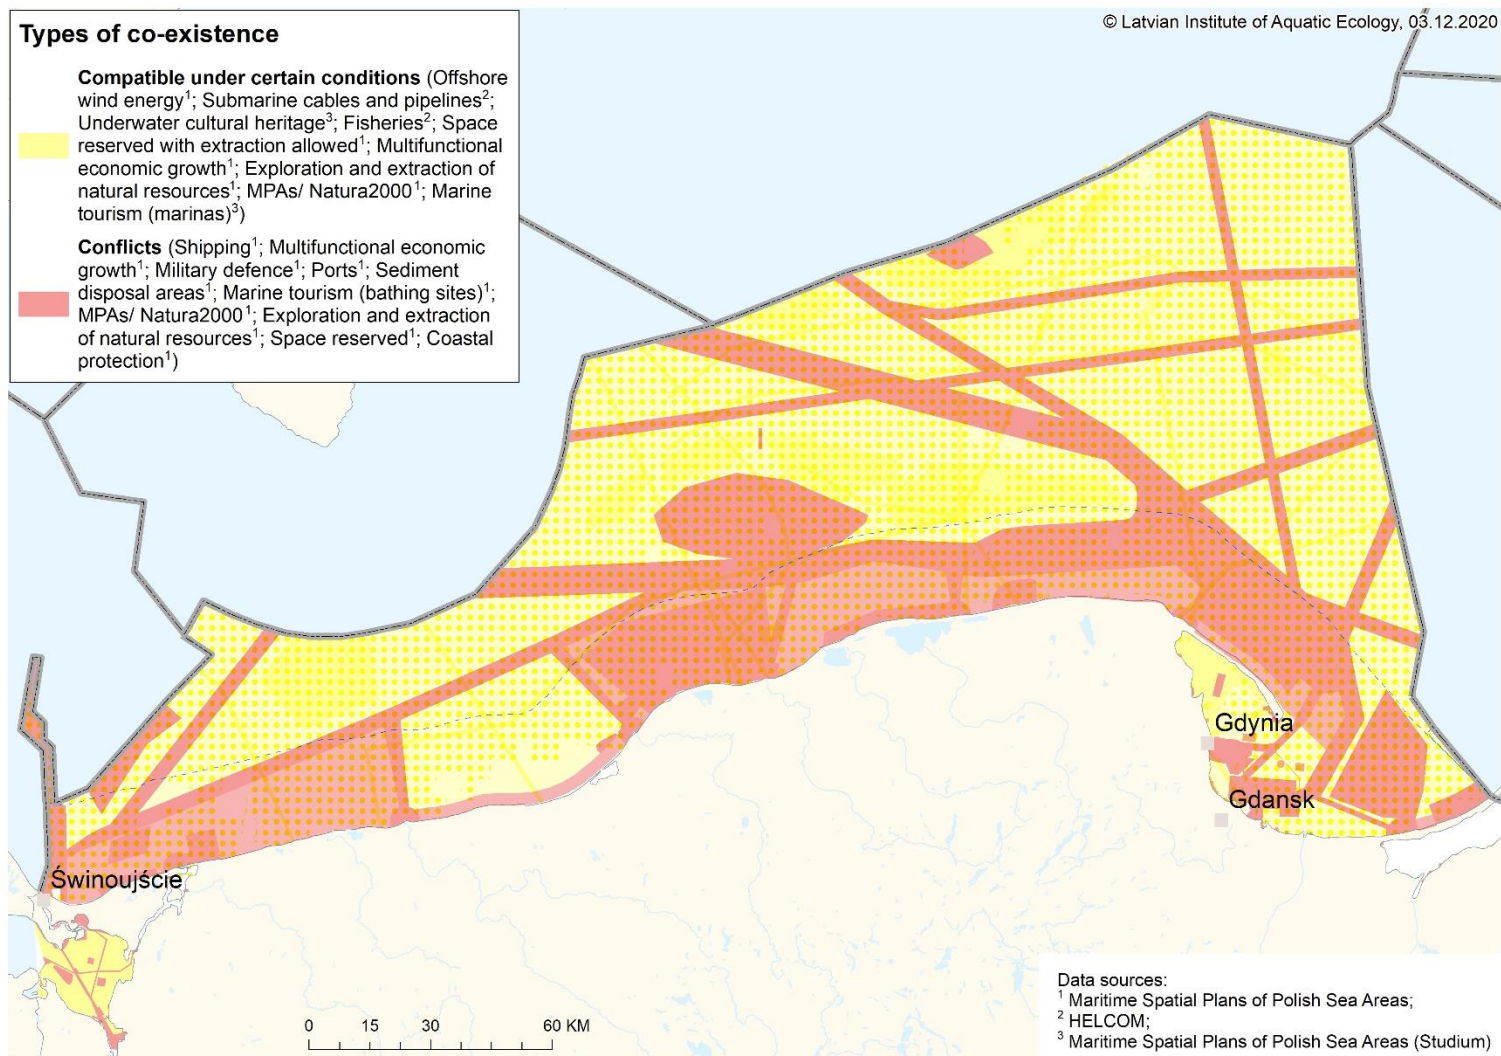 © Latvian Institute of Aquatic Ecology, 03.12.2020
Types of co-existence
Compatible under certain conditions (Offshore
wind energy¹; Submarine cables and pipelines²;
Underwater cultural heritage³; Fisheries²; Space
reserved with extraction allowed¹; Multifunctional
economic growth¹; Exploration and extraction of
natural resources¹; MPAs/ Natura2000¹; Marine
tourism (marinas)³)
Conflicts (Shipping¹; Multifunctional economic
growth¹; Military defence¹; Ports¹; Sediment
disposal areas¹; Marine tourism (bathing sites)¹;
MPAs/ Natura2000¹; Exploration and extraction
of natural resources¹; Space reserved¹; Coastal
protection¹)
Gdynia
Gdansk
Świnoujście
0 15 30 60 KM
Data sources:
¹ Maritime Spatial Plans of Polish Sea Areas;
² HELCOM;
³ Maritime Spatial Plans of Polish Sea Areas (Studium)